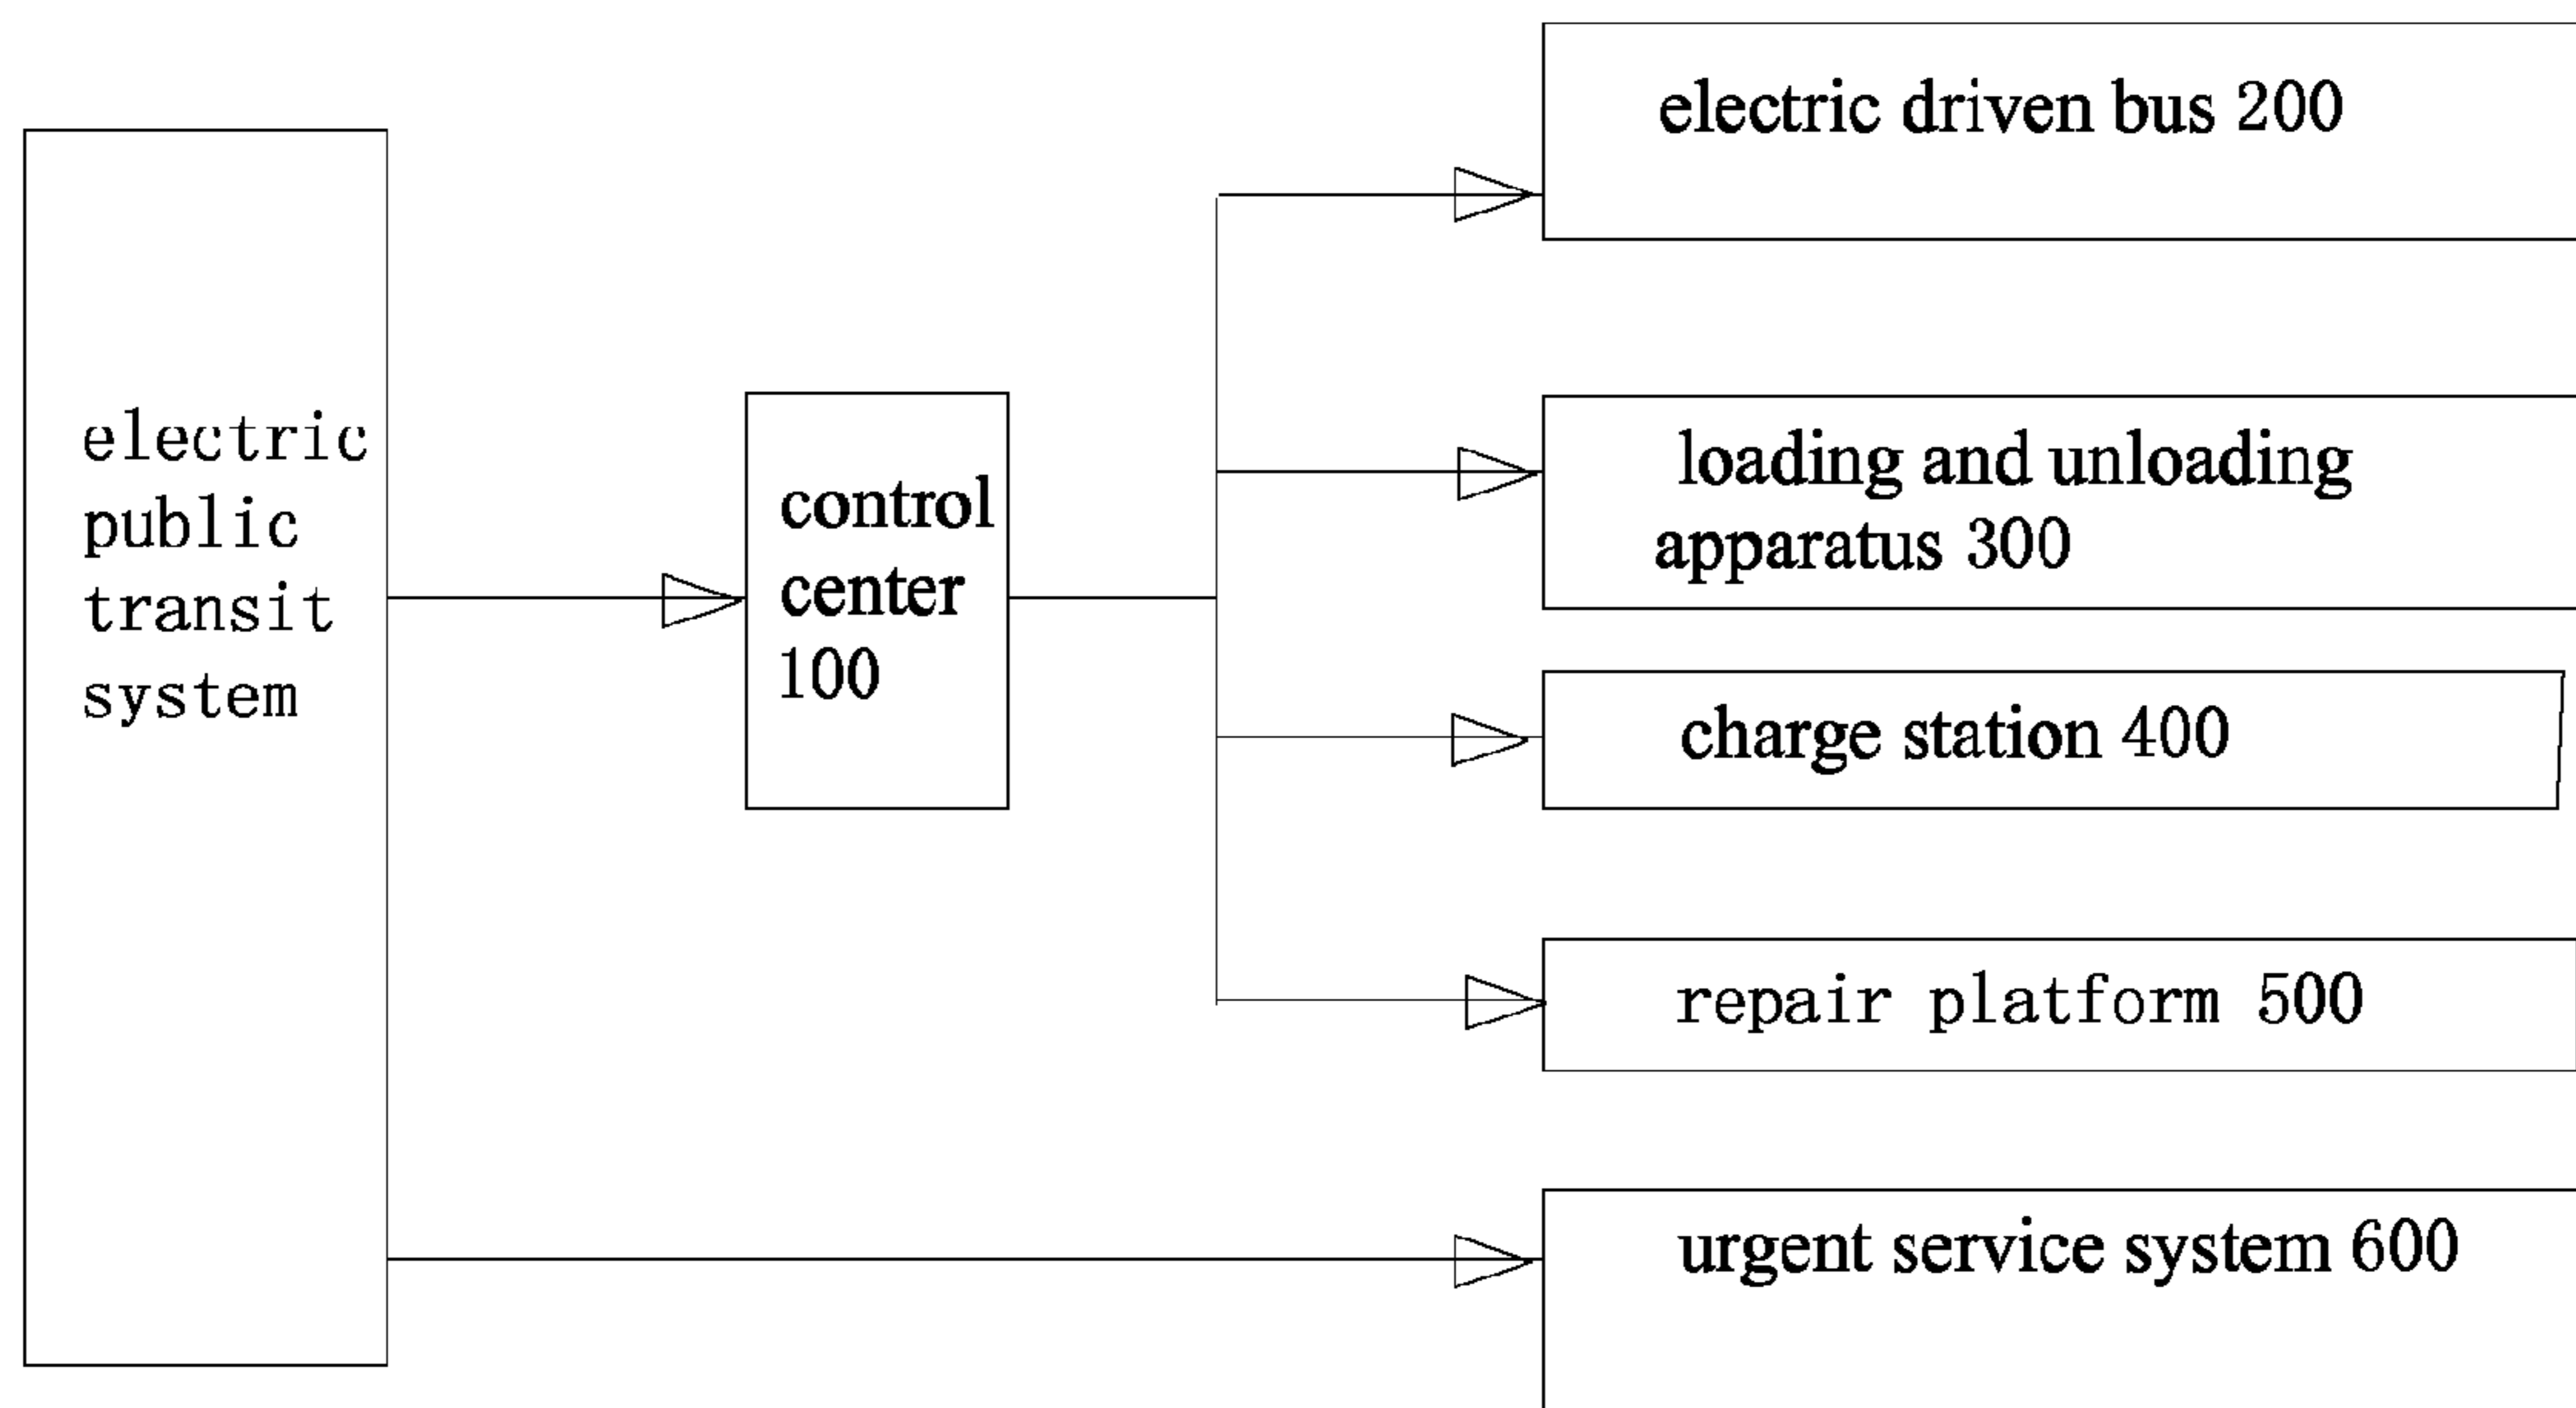 electric
public
transit
system
control
center
100
electric driven bus 200
loading and unloading
apparatus 300
charge station 400
repair platform 500
urgent service system 600